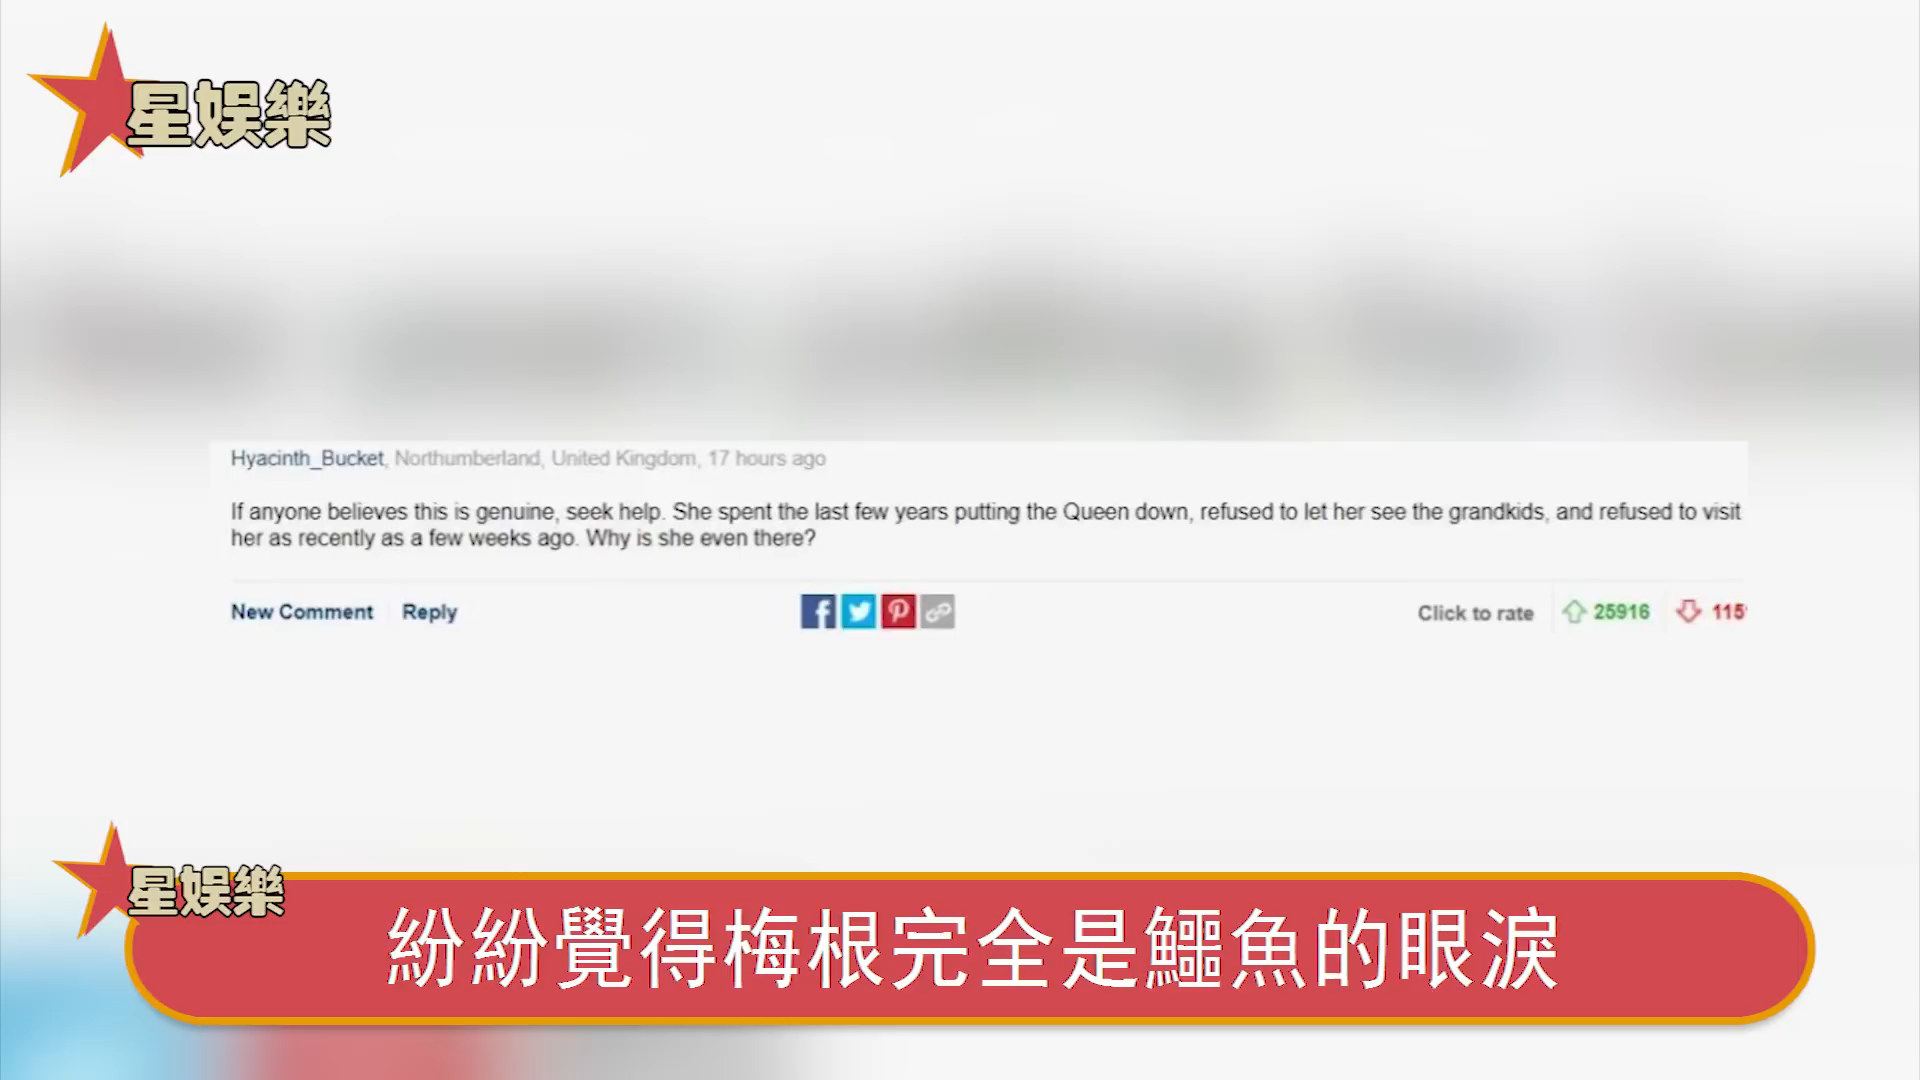 星娱樂
Hyacinth_Bucket, Northumberland, United Kingdom, 17 hours ago
If anyone believes this is genuine, seek help. She spent the last few years putting the Queen down, refused to let her see the grandkids, and refused to visit
her as recently as a few weeks ago. Why is she even there?
New Comment Reply Click to rate 25916 115
星娱樂
紛紛覺得梅根完全是鱷魚的眼淚